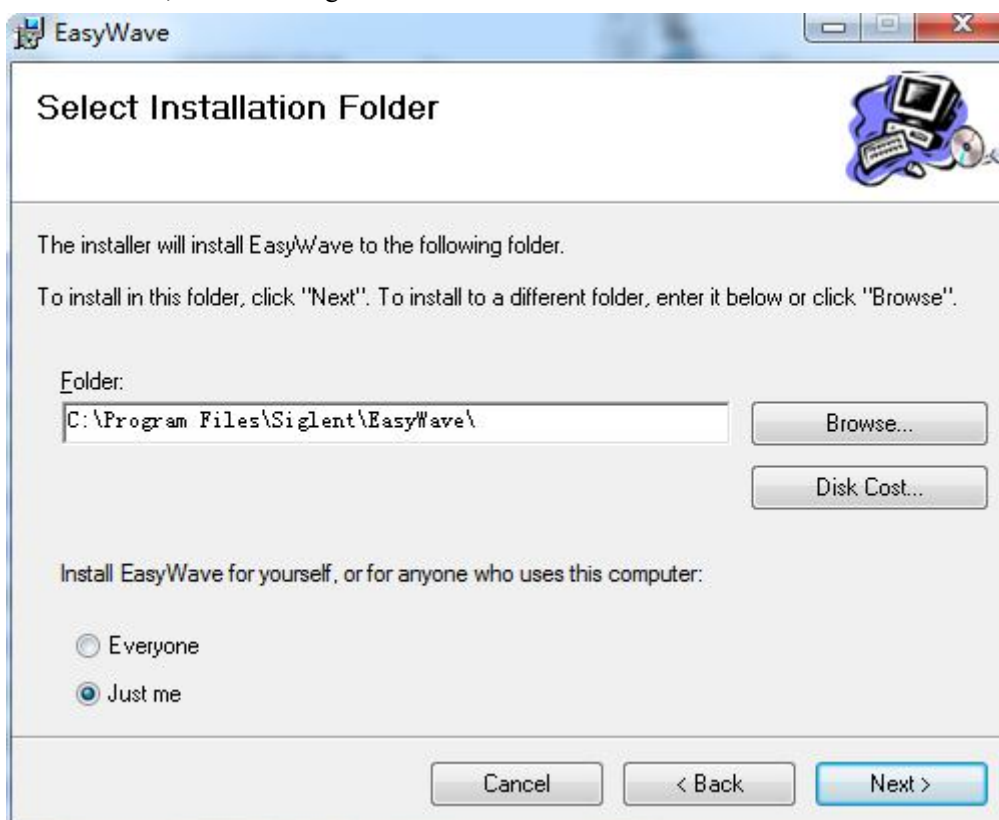 EasyWave
Select Installation Folder
The installer will install EasyWave to the following folder.
To install in this folder, click "Next". To install to a different folder, enter it below or click "Browse".
Folder:
C:\Program Files\Siglent\EasyWave\
Browse...
Disk Cost...
Install EasyWave for yourself, or for anyone who uses this computer:
Everyone
Just me
Cancel
< Back
Next >